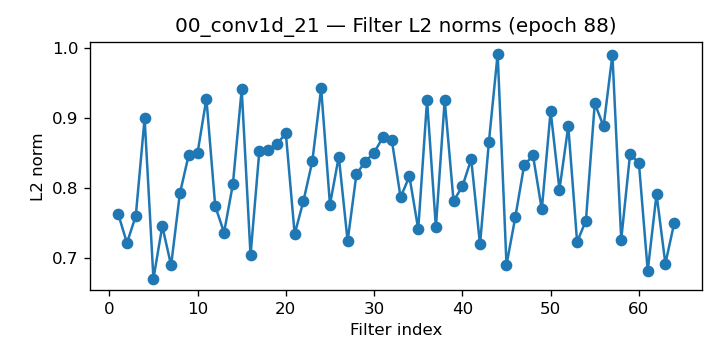 00_conv1d_21 — Filter L2 norms (epoch 88)
1.0
0.9
0.8
0.7
L2 norm
0 10 20 30 40 50 60
Filter index